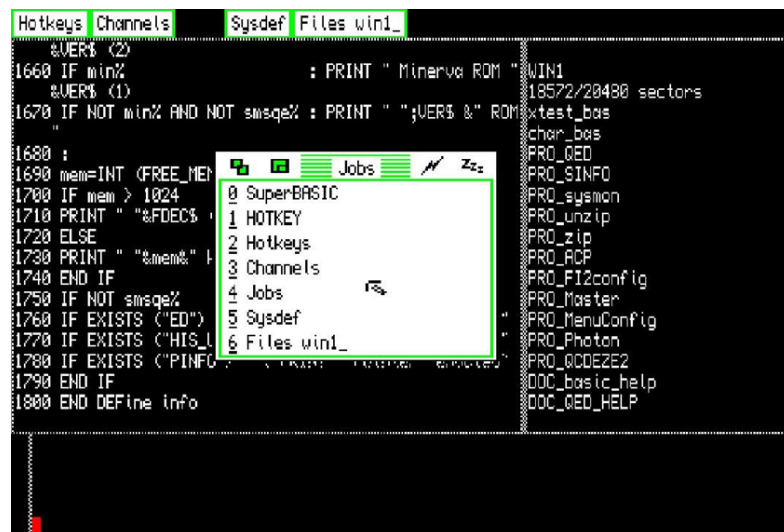 Hotkeys Channels Sysdef Files win1_
&VER$ (2)
1660 IF min% : PRINT " Minerva ROM "
&VER$ (1)
1670 IF NOT min% AND NOT smsqe% : PRINT " ";VER$ &" ROM
"
1680 :
1690 mem=INT (FREE_MEM
1700 IF mem > 1024
1710 PRINT " "&FDEC$
1720 ELSE
1730 PRINT " "&mem&"
1740 END IF
1750 IF NOT smsqe%
1760 IF EXISTS ("ED") "
1770 IF EXISTS ("HIS_ "
1780 IF EXISTS ("PINFO
1790 END IF
1800 END DEFine info
Jobs Zzz
0 SuperBASIC
1 HOTKEY
2 Hotkeys
3 Channels
4 Jobs
5 Sysdef
6 Files win1_
WIN1
18572/20480 sectors
xtest_bas
char_bas
PRO_QED
PRO_SINFO
PRO_sysmon
PRO_unzip
PRO_zip
PRO_ACP
PRO_FI2config
PRO_Master
PRO_MenuConfig
PRO_Photon
PRO_QCDEZE2
DOC_basic_help
DOC_QED_HELP